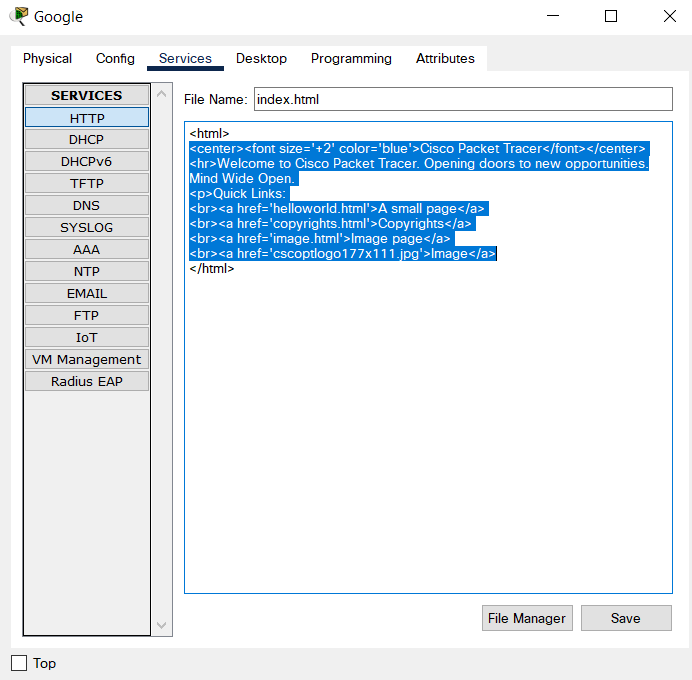 Google
Physical Config Services Desktop Programming Attributes
SERVICES
HTTP
DHCP
DHCPv6
TFTP
DNS
SYSLOG
AAA
NTP
EMAIL
FTP
IoT
VM Management
Radius EAP
File Name: index.html
<html>
<center><font size='+2' color='blue'>Cisco Packet Tracer</font></center>
<hr>Welcome to Cisco Packet Tracer. Opening doors to new opportunities.
Mind Wide Open.
<p>Quick Links:
<br><a href='helloworld.html'>A small page</a>
<br><a href='copyrights.html'>Copyrights</a>
<br><a href='image.html'>Image page</a>
<br><a href='cscoptlogo177x111.jpg'>Image</a>
</html>
File Manager Save
Top